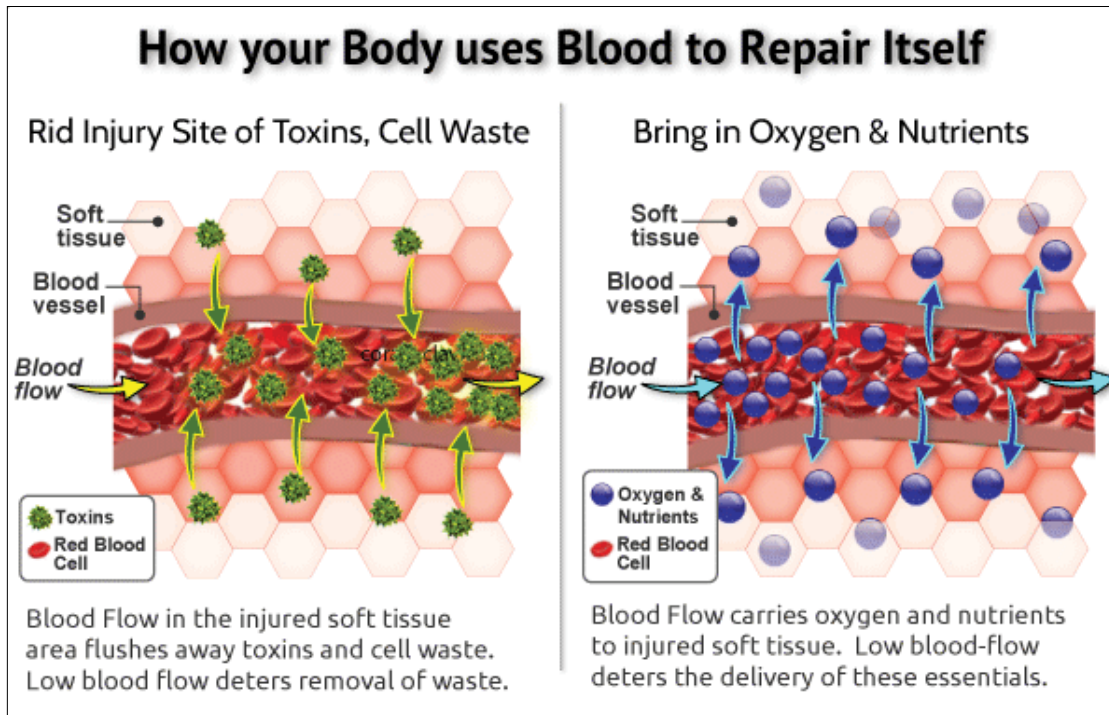 How your Body uses Blood to Repair Itself
Rid Injury Site of Toxins, Cell Waste
Soft
tissue
Blood
vessel
Blood
flow
Toxins
Red Blood
Cell
Blood Flow in the injured soft tissue
area flushes away toxins and cell waste.
Low blood flow deters removal of waste.
Bring in Oxygen & Nutrients
Soft
tissue
Blood
vessel
Blood
flow
Oxygen &
Nutrients
Red Blood
Cell
Blood Flow carries oxygen and nutrients
to injured soft tissue.  Low blood-flow
deters the delivery of these essentials.